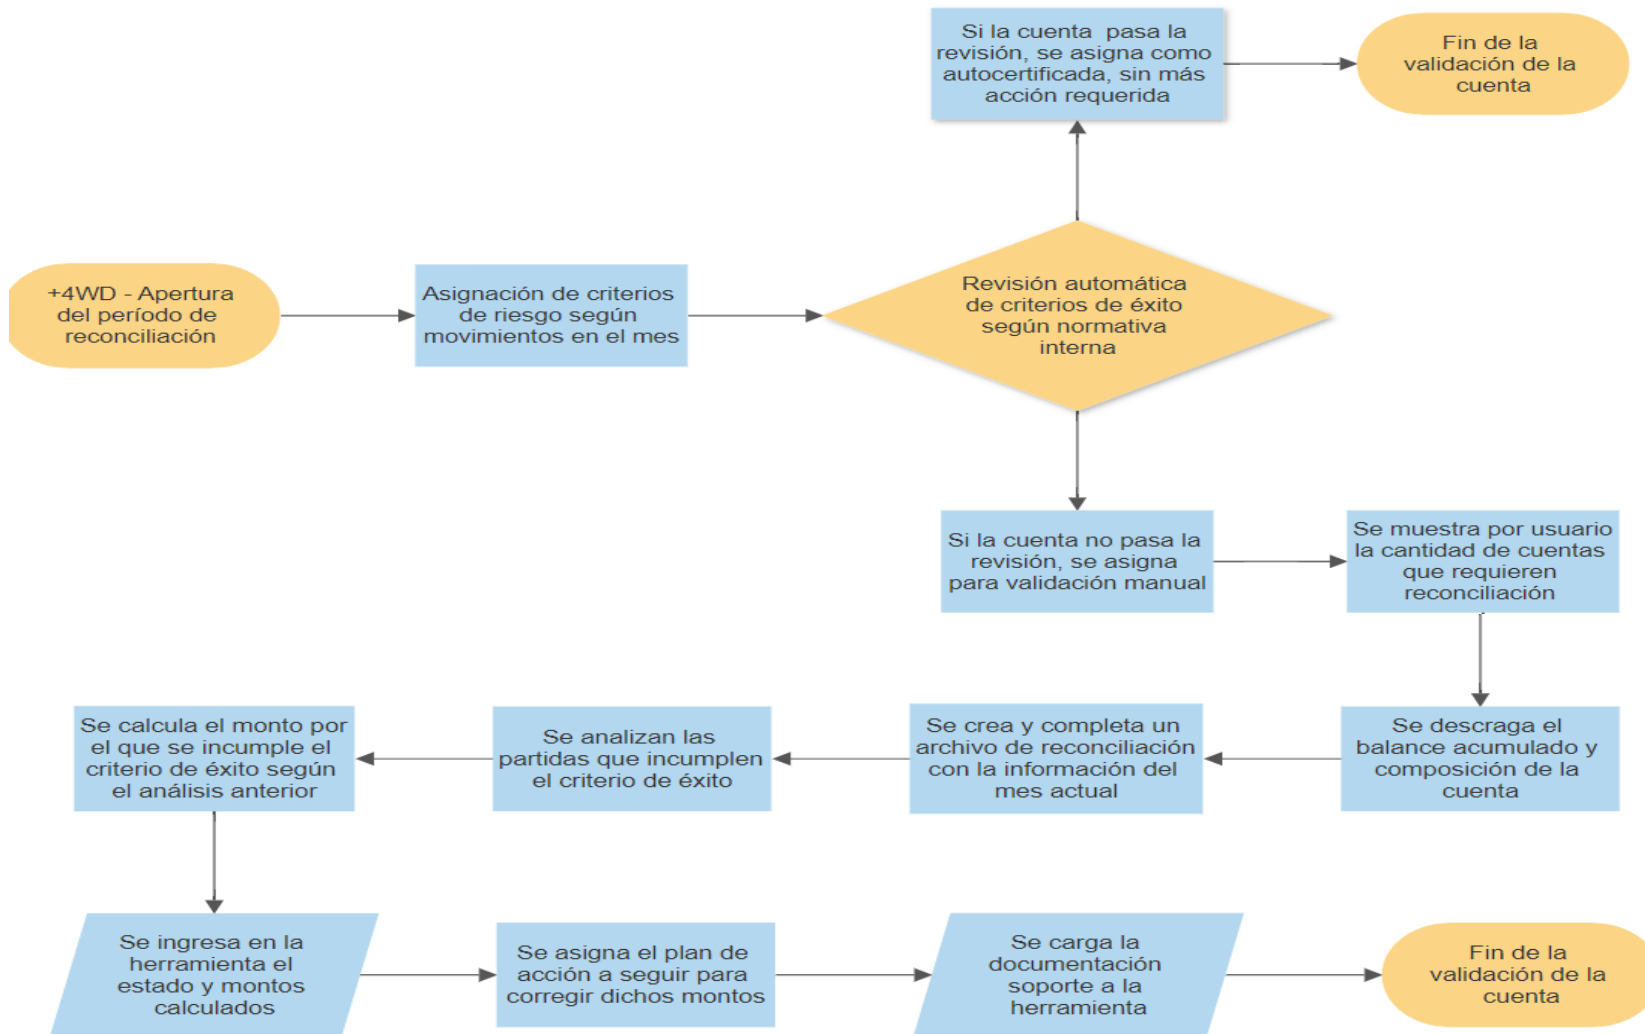 Si la cuenta  pasa la
revisión, se asigna como
autocertificada, sin más
acción requerida
Fin de la
validación de la
cuenta
+4WD - Apertura
del período de
reconciliación
Asignación de criterios
de riesgo según
movimientos en el mes
Revisión automática
de criterios de éxito
según normativa
interna
Si la cuenta no pasa la
revisión, se asigna
para validación manual
Se muestra por usuario
la cantidad de cuentas
que requieren
reconciliación
Se descraga el
balance acumulado y
composición de la
cuenta
Se crea y completa un
archivo de reconciliación
con la información del
mes actual
Se analizan las
partidas que incumplen
el criterio de éxito
Se calcula el monto por
el que se incumple el
criterio de éxito según
el análisis anterior
Se ingresa en la
herramienta el
estado y montos
calculados
Se asigna el plan de
acción a seguir para
corregir dichos montos
Se carga la
documentación
soporte a la
herramienta
Fin de la
validación de la
cuenta